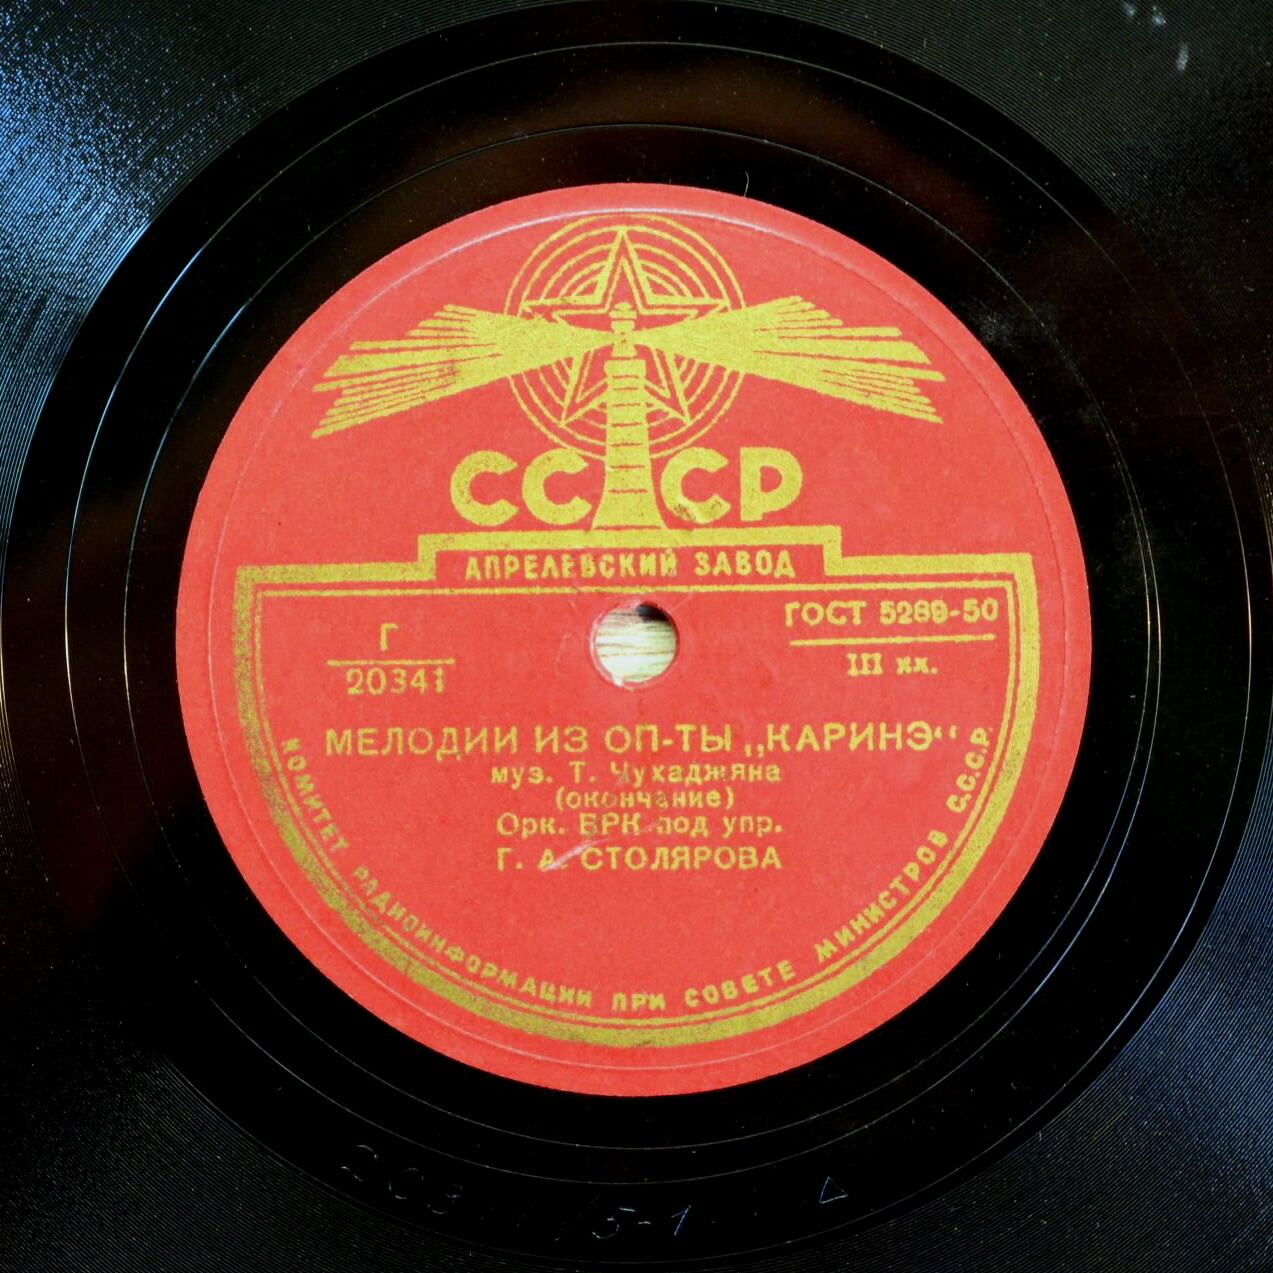 СССР
АПРЕЛЕВСКИЙ ЗАВОД
ГОСТ 5289-50
III кл.
Г
20341
МЕЛОДИИ ИЗ ОП-ТЫ „КАРИНЭ“
муз. Т. Чухаджяна
(окончание)
Орк. ВРК под упр.
Г. А. СТОЛЯРОВА
КОМИТЕТ РАДИОИНФОРМАЦИИ ПРИ СОВЕТЕ МИНИСТРОВ С.С.С.Р.